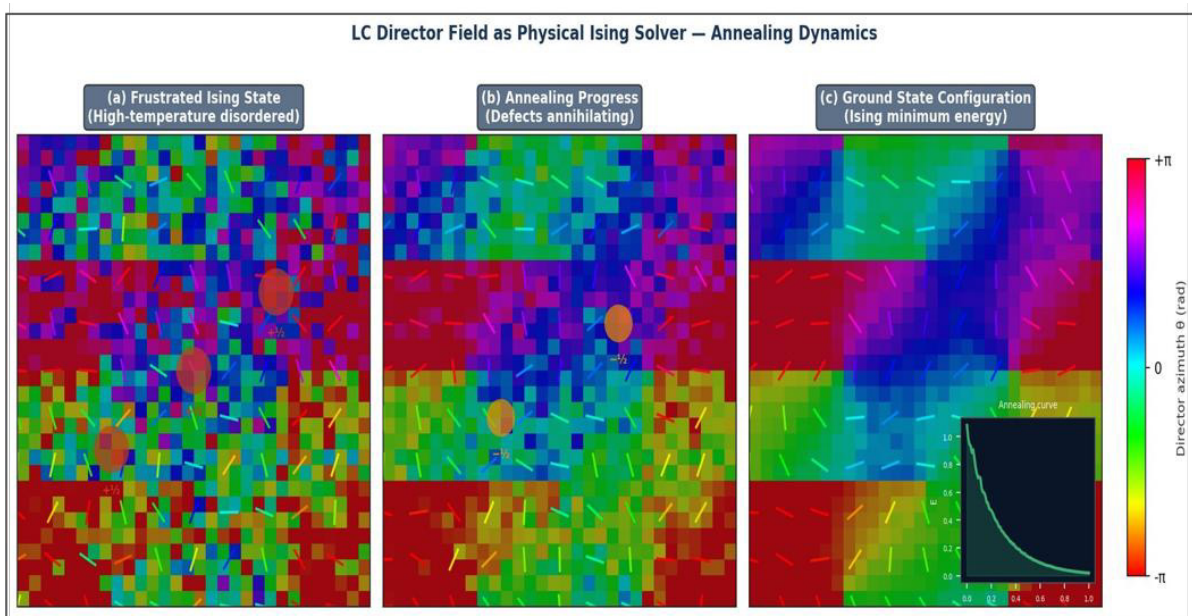 LC Director Field as Physical Ising Solver — Annealing Dynamics
(a) Frustrated Ising State
(High-temperature disordered)
(b) Annealing Progress
(Defects annihilating)
(c) Ground State Configuration
(Ising minimum energy)
+½
+½
−½
−½
Annealing curve
E
1.0
0.8
0.6
0.4
0.2
0.0
0.0 0.2 0.4 0.6 0.8 1.0
+π
0
-π
Director azimuth θ (rad)